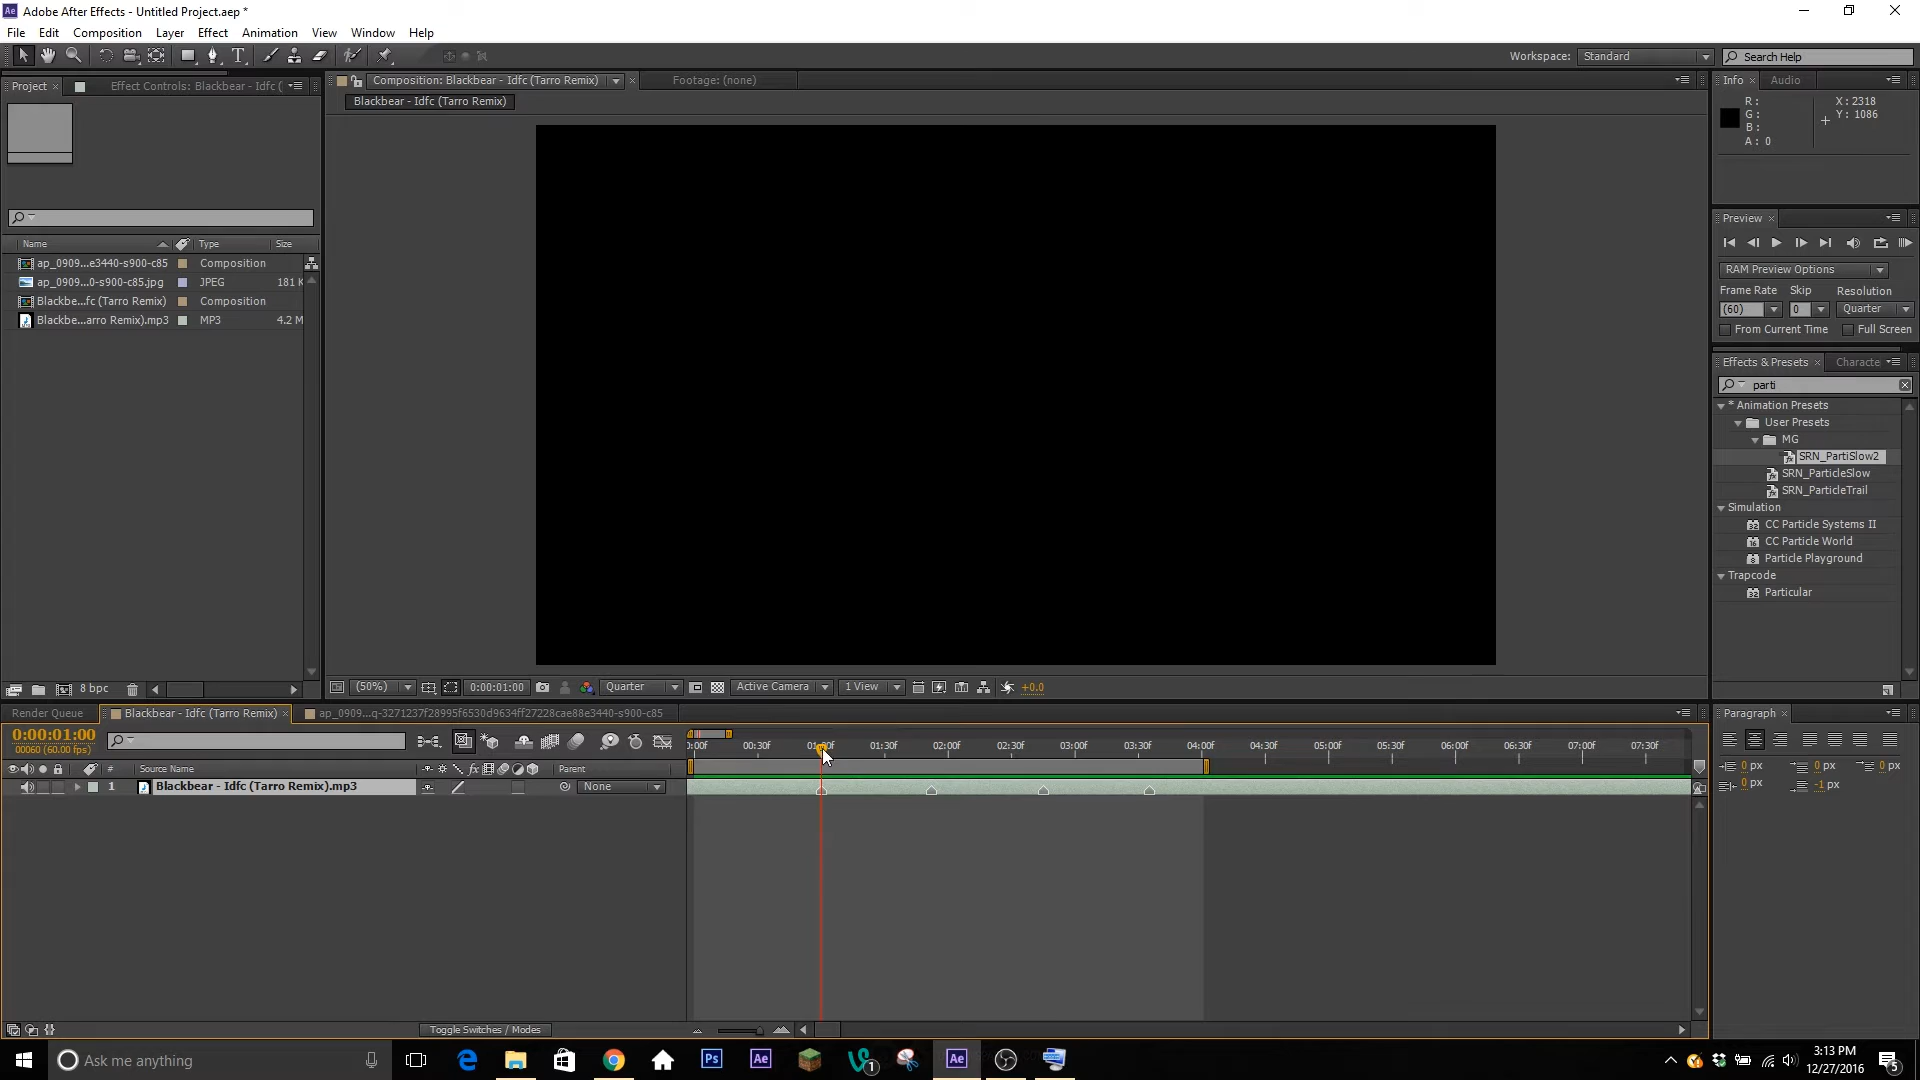 Adobe After Effects - Untitled Project.aep *
File Edit Composition Layer Effect Animation View Window Help
Workspace: Standard Search Help
Project Effect Controls: Blackbear - Idfc (
Composition: Blackbear - Idfc (Tarro Remix) Footage: (none)
Blackbear - Idfc (Tarro Remix)
Info Audio
R: X: 2318
G: Y: 1086
B:
A: 0
Preview
RAM Preview Options
Frame Rate Skip Resolution
(60) 0 Quarter
From Current Time Full Screen
Name Type Size
ap_0909...e3440-s900-c85 Composition
ap_0909...0-s900-c85.jpg JPEG 181 K
Blackbe...fc (Tarro Remix) Composition
Blackbe...arro Remix).mp3 MP3 4.2 M
Effects & Presets Characte
parti
* Animation Presets
User Presets
MG
SRN_PartiSlow2
SRN_ParticleSlow
SRN_ParticleTrail
Simulation
CC Particle Systems II
CC Particle World
Particle Playground
Trapcode
Particular
8 bpc
(50%) 0:00:01:00 Quarter Active Camera 1 View +0.0
Render Queue Blackbear - Idfc (Tarro Remix) ap_0909...q-3271237f28995f6530d9634ff27228cae88e3440-s900-c85
0:00:01:00
00060 (60.00 fps)
0:00f 00:30f 01:00f 01:30f 02:00f 02:30f 03:00f 03:30f 04:00f 04:30f 05:00f 05:30f 06:00f 06:30f 07:00f 07:30f
# Source Name Parent
1 Blackbear - Idfc (Tarro Remix).mp3 None
Paragraph
0 px 0 px 0 px
0 px -1 px
Toggle Switches / Modes
Ask me anything
Ps Ae Ae 1
3:13 PM
12/27/2016
5